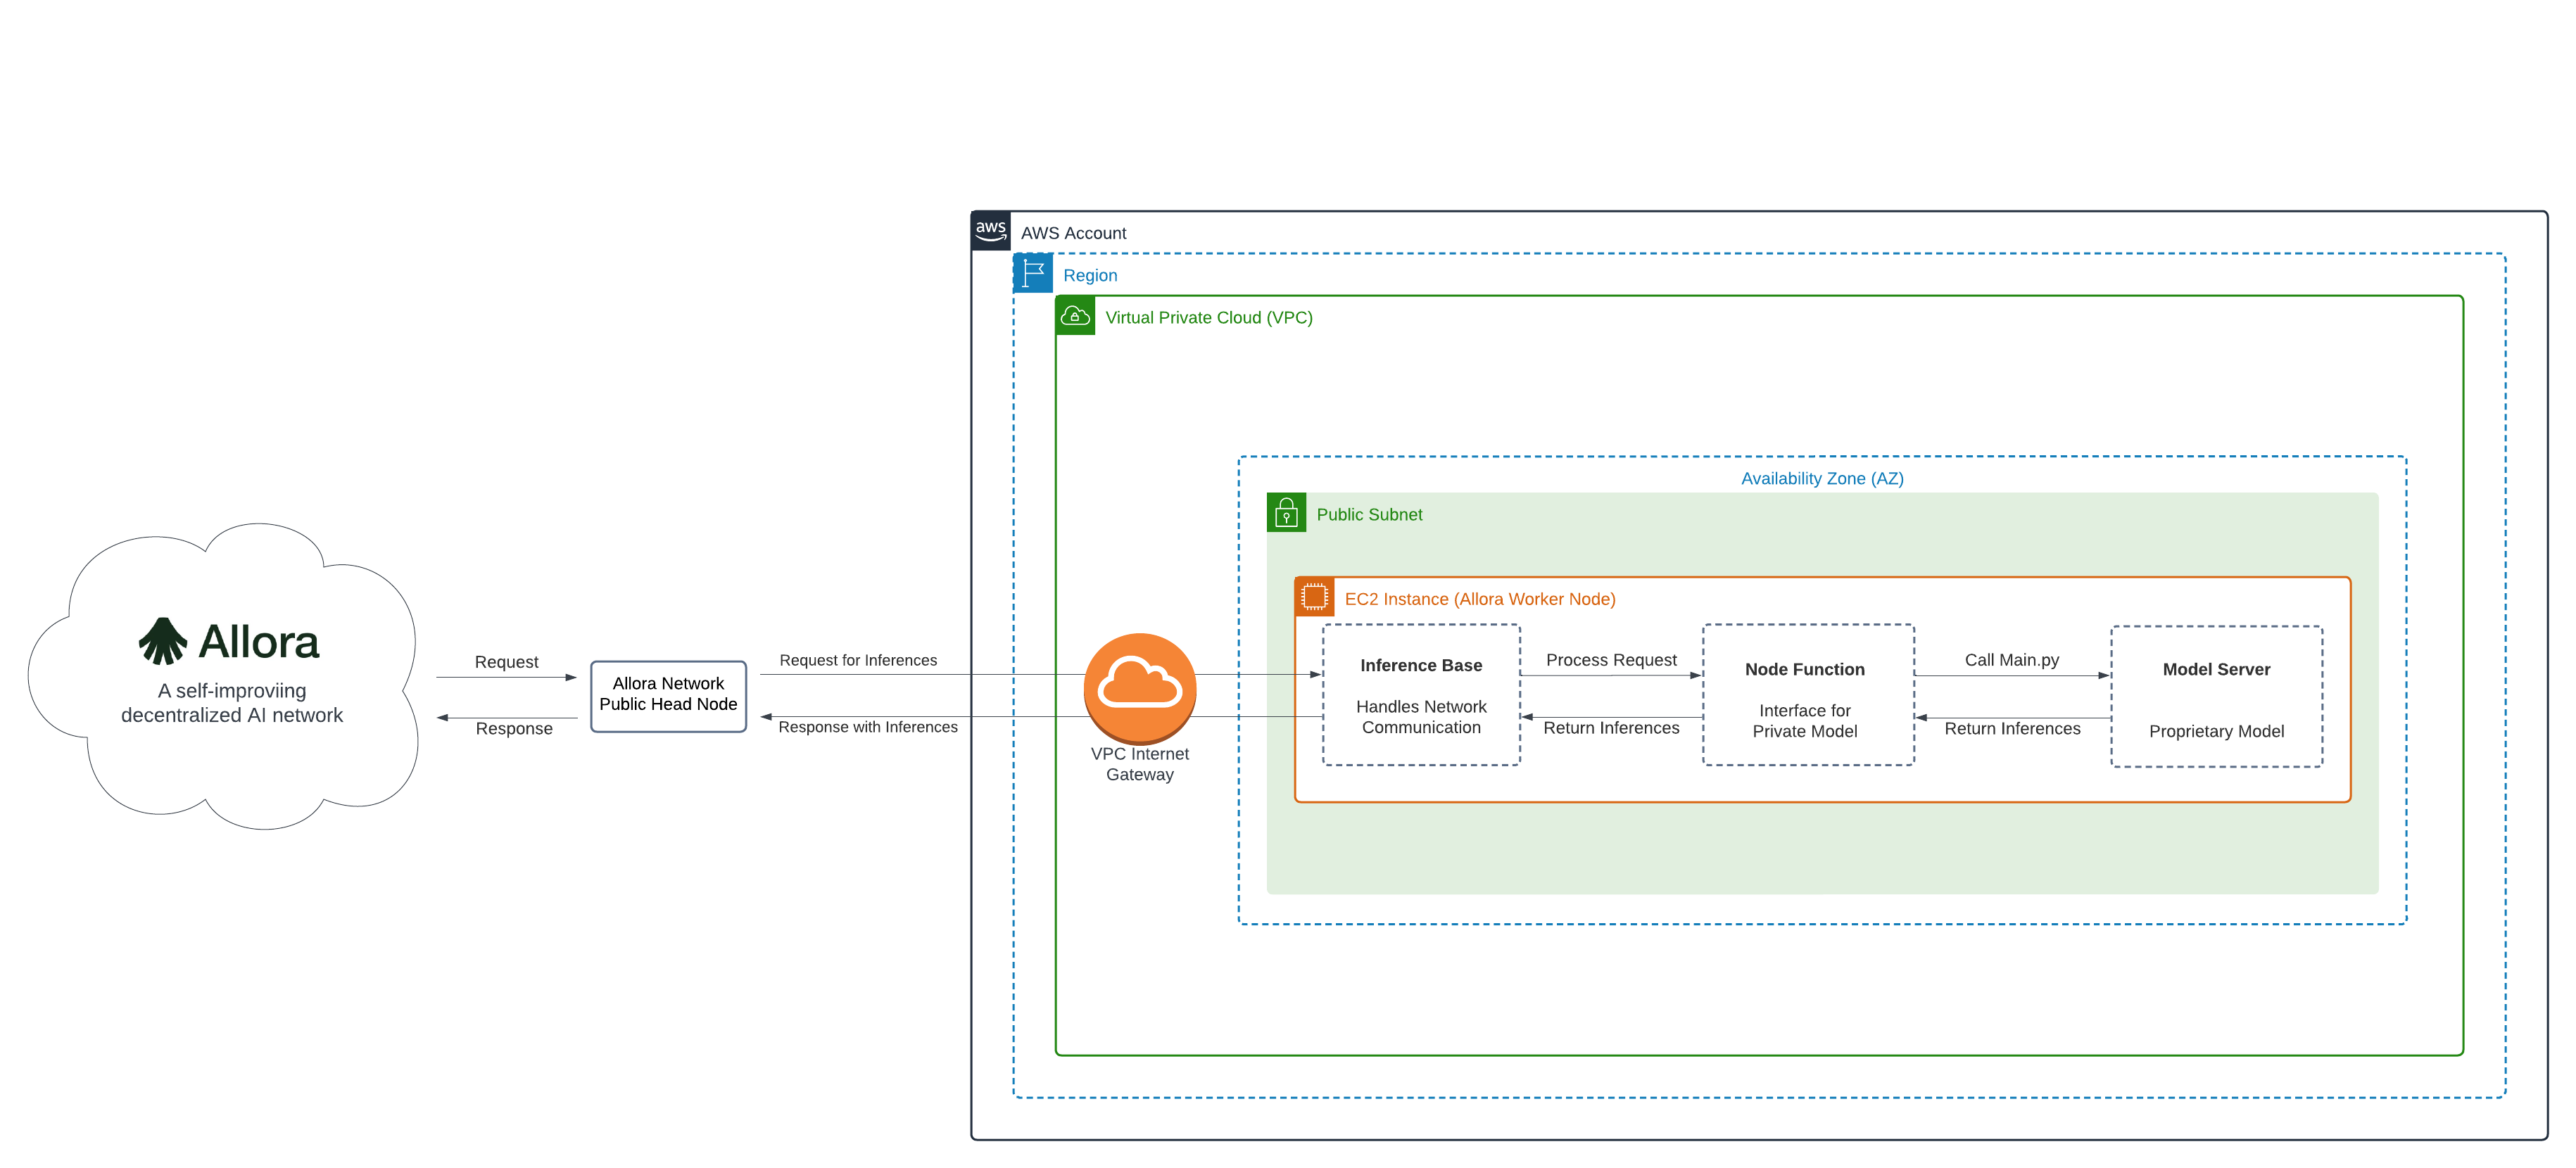 aws
AWS Account
Region
Virtual Private Cloud (VPC)
Availability Zone (AZ)
Public Subnet
EC2 Instance (Allora Worker Node)
Allora
A self-improviing
decentralized AI network
Request
Response
Allora Network
Public Head Node
Request for Inferences
Response with Inferences
VPC Internet
Gateway
Inference Base
Handles Network
Communication
Process Request
Return Inferences
Node Function
Interface for
Private Model
Call Main.py
Return Inferences
Model Server
Proprietary Model